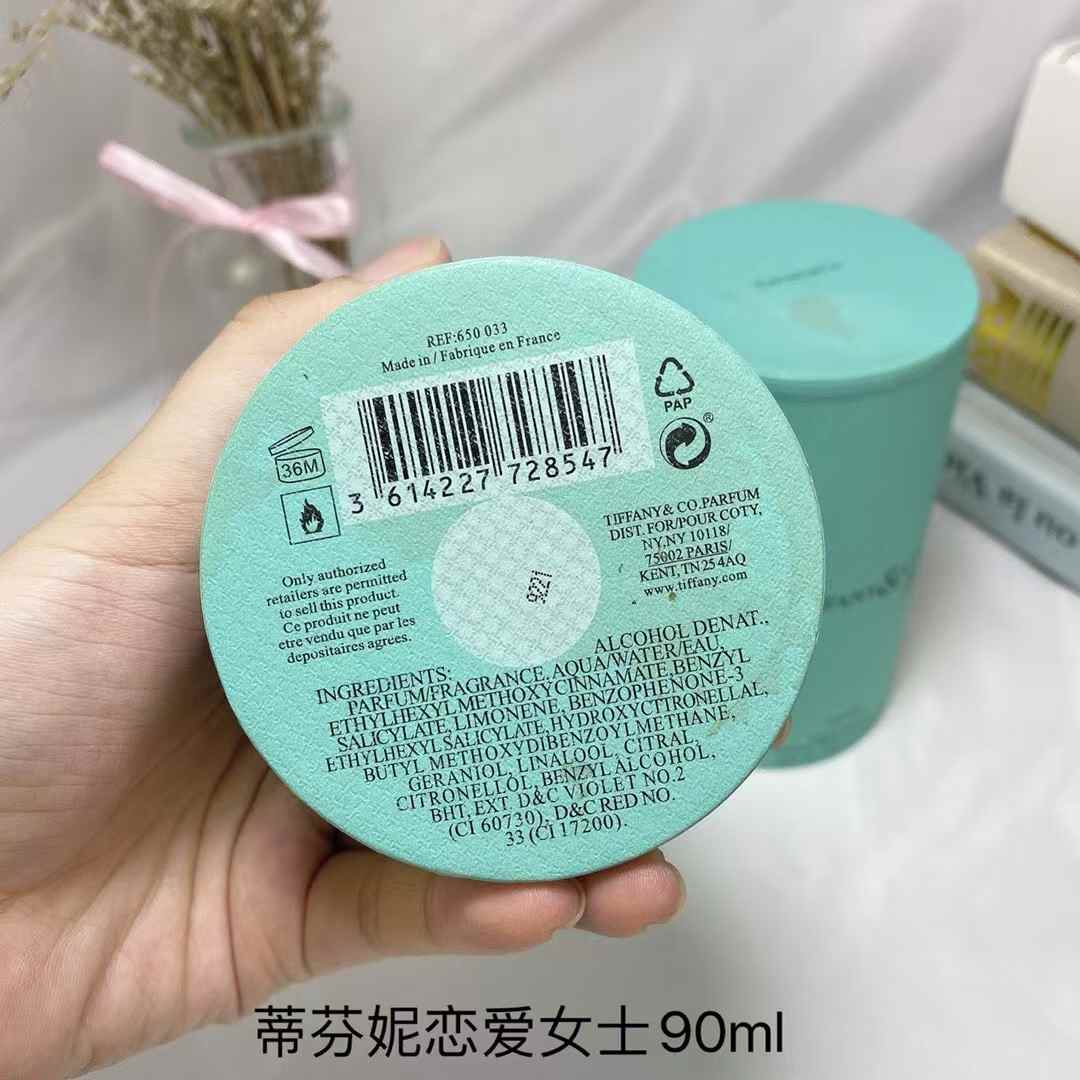 REF:650 033
Made in / Fabrique en France
3 614227 728547
PAP
®
36M
9221
TIFFANY & CO. PARFUM
DIST. FOR/POUR COTY,
NY, NY 10118/
75002 PARIS/
KENT, TN25 4AQ
www.tiffany.com
Only authorized
retailers are permitted
to sell this product.
Ce produit ne peut
etre vendu que par les
depositaires agrees.
INGREDIENTS: ALCOHOL DENAT.,
PARFUM/FRAGRANCE, AQUA/WATER/EAU,
ETHYLHEXYL METHOXYCINNAMATE, BENZYL
SALICYLATE, LIMONENE, BENZOPHENONE-3
ETHYLHEXYL SALICYLATE, HYDROXYCTIRONELLAL,
BUTYL METHOXYDIBENZOYLMETHANE,
GERANIOL, LINALOOL, CITRAL
CITRONELLOL, BENZYL ALCOHOL,
BHT, EXT. D&C VIOLET NO.2
(CI 60730), D&C RED NO.
33 (CI 17200).
蒂芬妮恋爱女士90ml